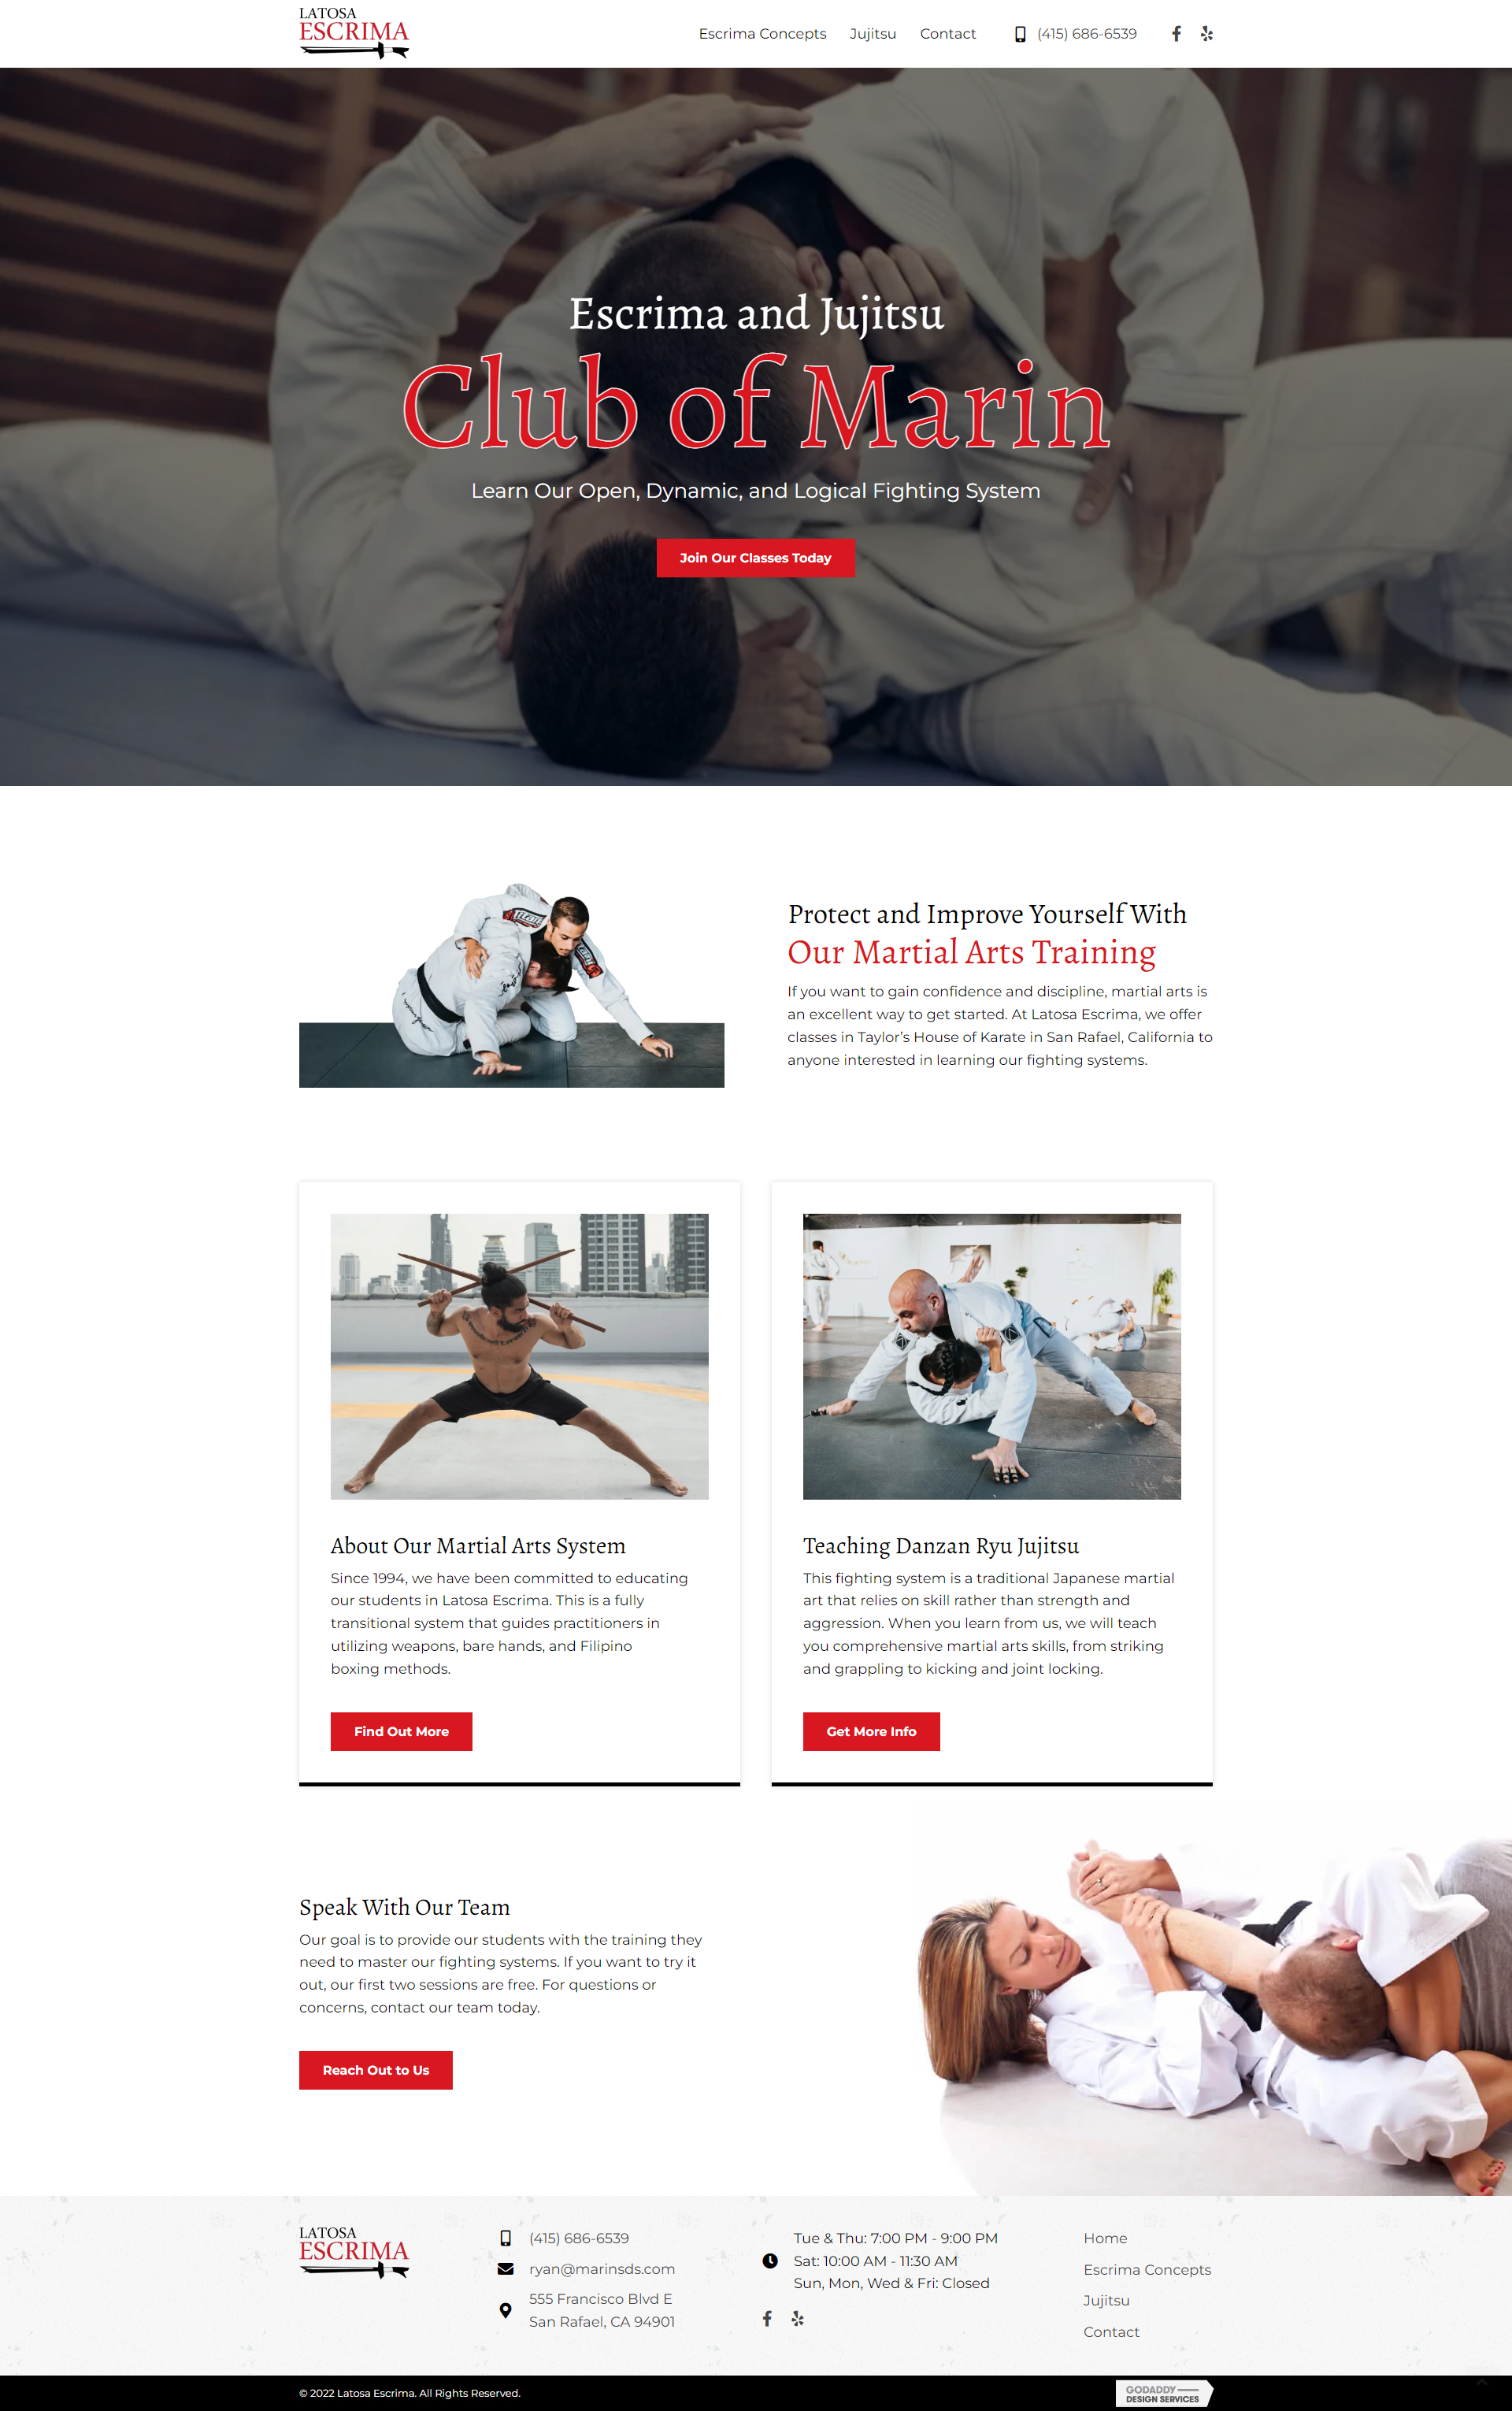 LATOSA
ESCRIMA
Escrima Concepts
Jujitsu
Contact
(415) 686-6539
Escrima and Jujitsu
Club of Marin
Learn Our Open, Dynamic, and Logical Fighting System
Join Our Classes Today
Protect and Improve Yourself With
Our Martial Arts Training
If you want to gain confidence and discipline, martial arts is
an excellent way to get started. At Latosa Escrima, we offer
classes in Taylor’s House of Karate in San Rafael, California to
anyone interested in learning our fighting systems.
About Our Martial Arts System
Since 1994, we have been committed to educating
our students in Latosa Escrima. This is a fully
transitional system that guides practitioners in
utilizing weapons, bare hands, and Filipino
boxing methods.
Find Out More
Teaching Danzan Ryu Jujitsu
This fighting system is a traditional Japanese martial
art that relies on skill rather than strength and
aggression. When you learn from us, we will teach
you comprehensive martial arts skills, from striking
and grappling to kicking and joint locking.
Get More Info
Speak With Our Team
Our goal is to provide our students with the training they
need to master our fighting systems. If you want to try it
out, our first two sessions are free. For questions or
concerns, contact our team today.
Reach Out to Us
LATOSA
ESCRIMA
(415) 686-6539
ryan@marinsds.com
555 Francisco Blvd E
San Rafael, CA 94901
Tue & Thu: 7:00 PM - 9:00 PM
Sat: 10:00 AM - 11:30 AM
Sun, Mon, Wed & Fri: Closed
Home
Escrima Concepts
Jujitsu
Contact
© 2022 Latosa Escrima. All Rights Reserved.
GODADDY
DESIGN SERVICES